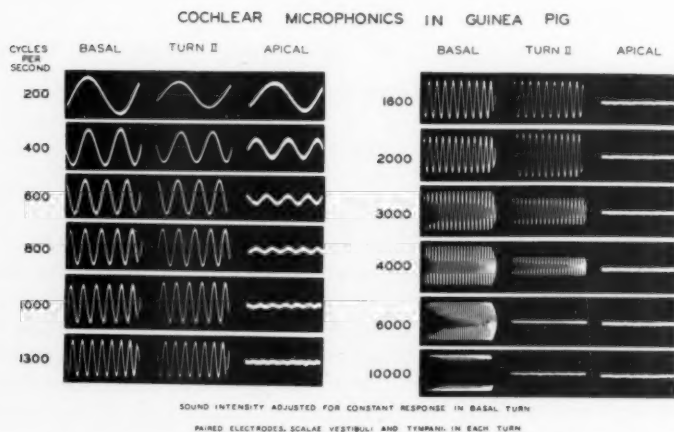 COCHLEAR MICROPHONICS IN GUINEA PIG
CYCLES
PER
SECOND
BASAL TURN II APICAL
200
400
600
800
1000
1300
BASAL TURN II APICAL
1600
2000
3000
4000
6000
10000
SOUND INTENSITY ADJUSTED FOR CONSTANT RESPONSE IN BASAL TURN
PAIRED ELECTRODES, SCALAE VESTIBULI AND TYMPANI, IN EACH TURN